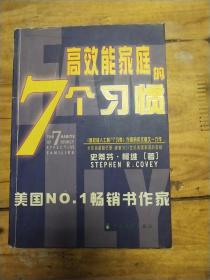 高效能家庭的
7个习惯
THE 7 HABITS OF HIGHLY EFFECTIVE FAMILIES
史蒂芬·柯维 [著]
STEPHEN R. COVEY
美国NO.1畅销书作家